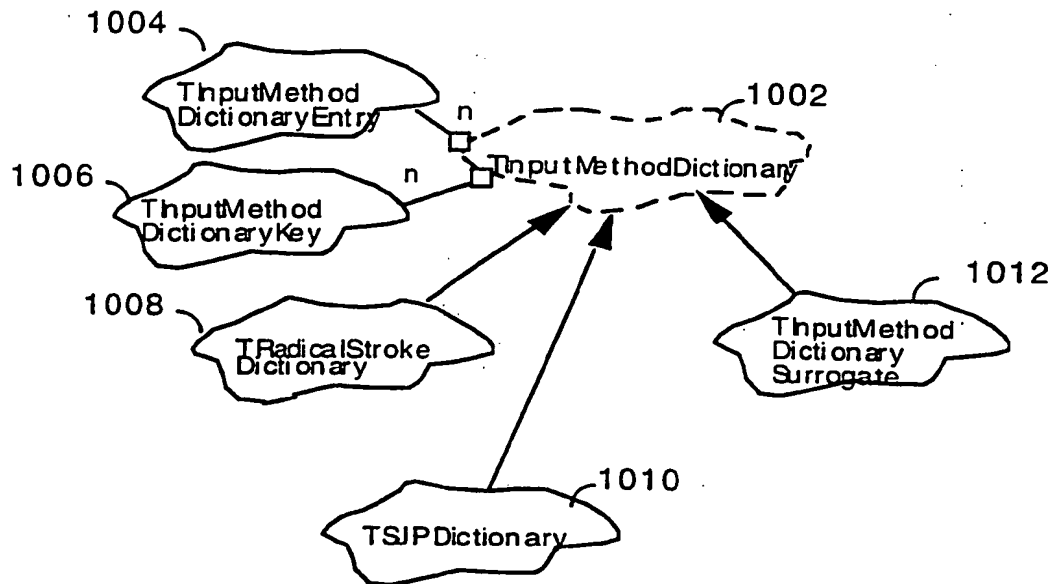 1004
TInputMethod
DictionaryEntry
n
1002
TInputMethodDictionary
1006
n
TInputMethod
DictionaryKey
1008
TRadicalStroke
Dictionary
1012
TInputMethod
Dictionary
Surrogate
1010
TSJPDictionary